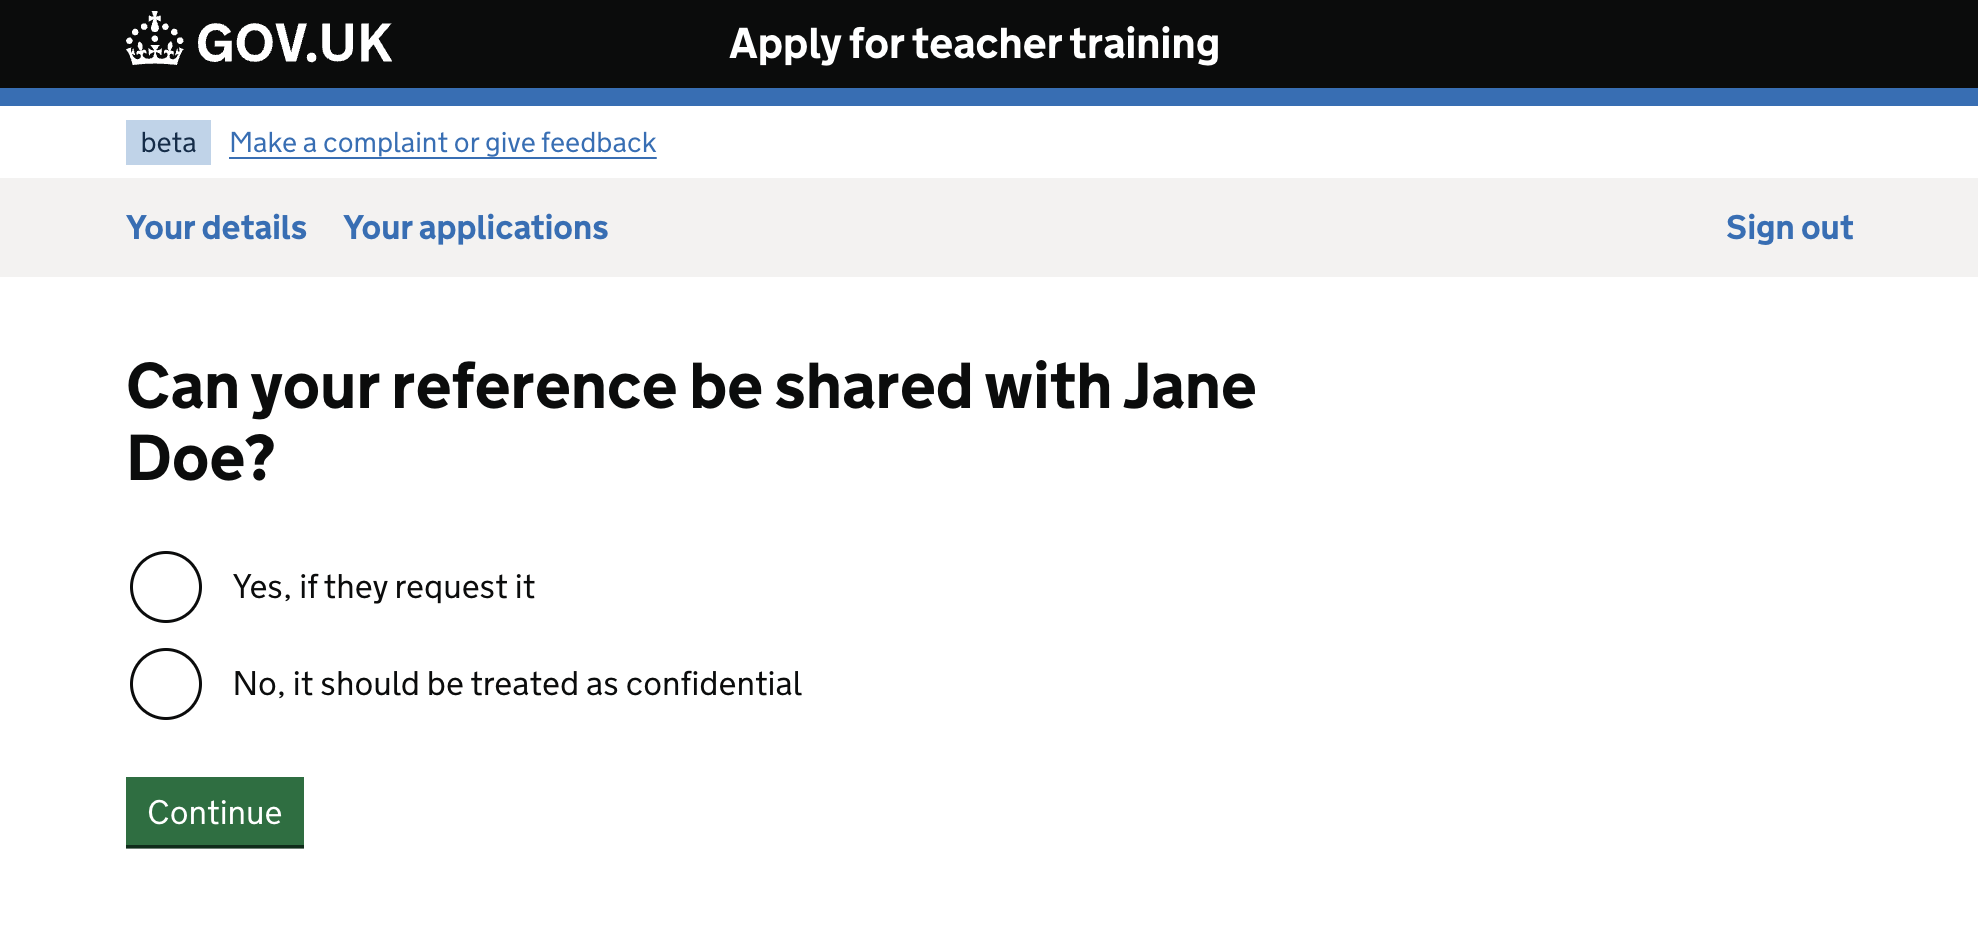 GOV.UK
Apply for teacher training
beta
Make a complaint or give feedback
Your details
Your applications
Sign out
Can your reference be shared with Jane
Doe?
Yes, if they request it
No, it should be treated as confidential
Continue